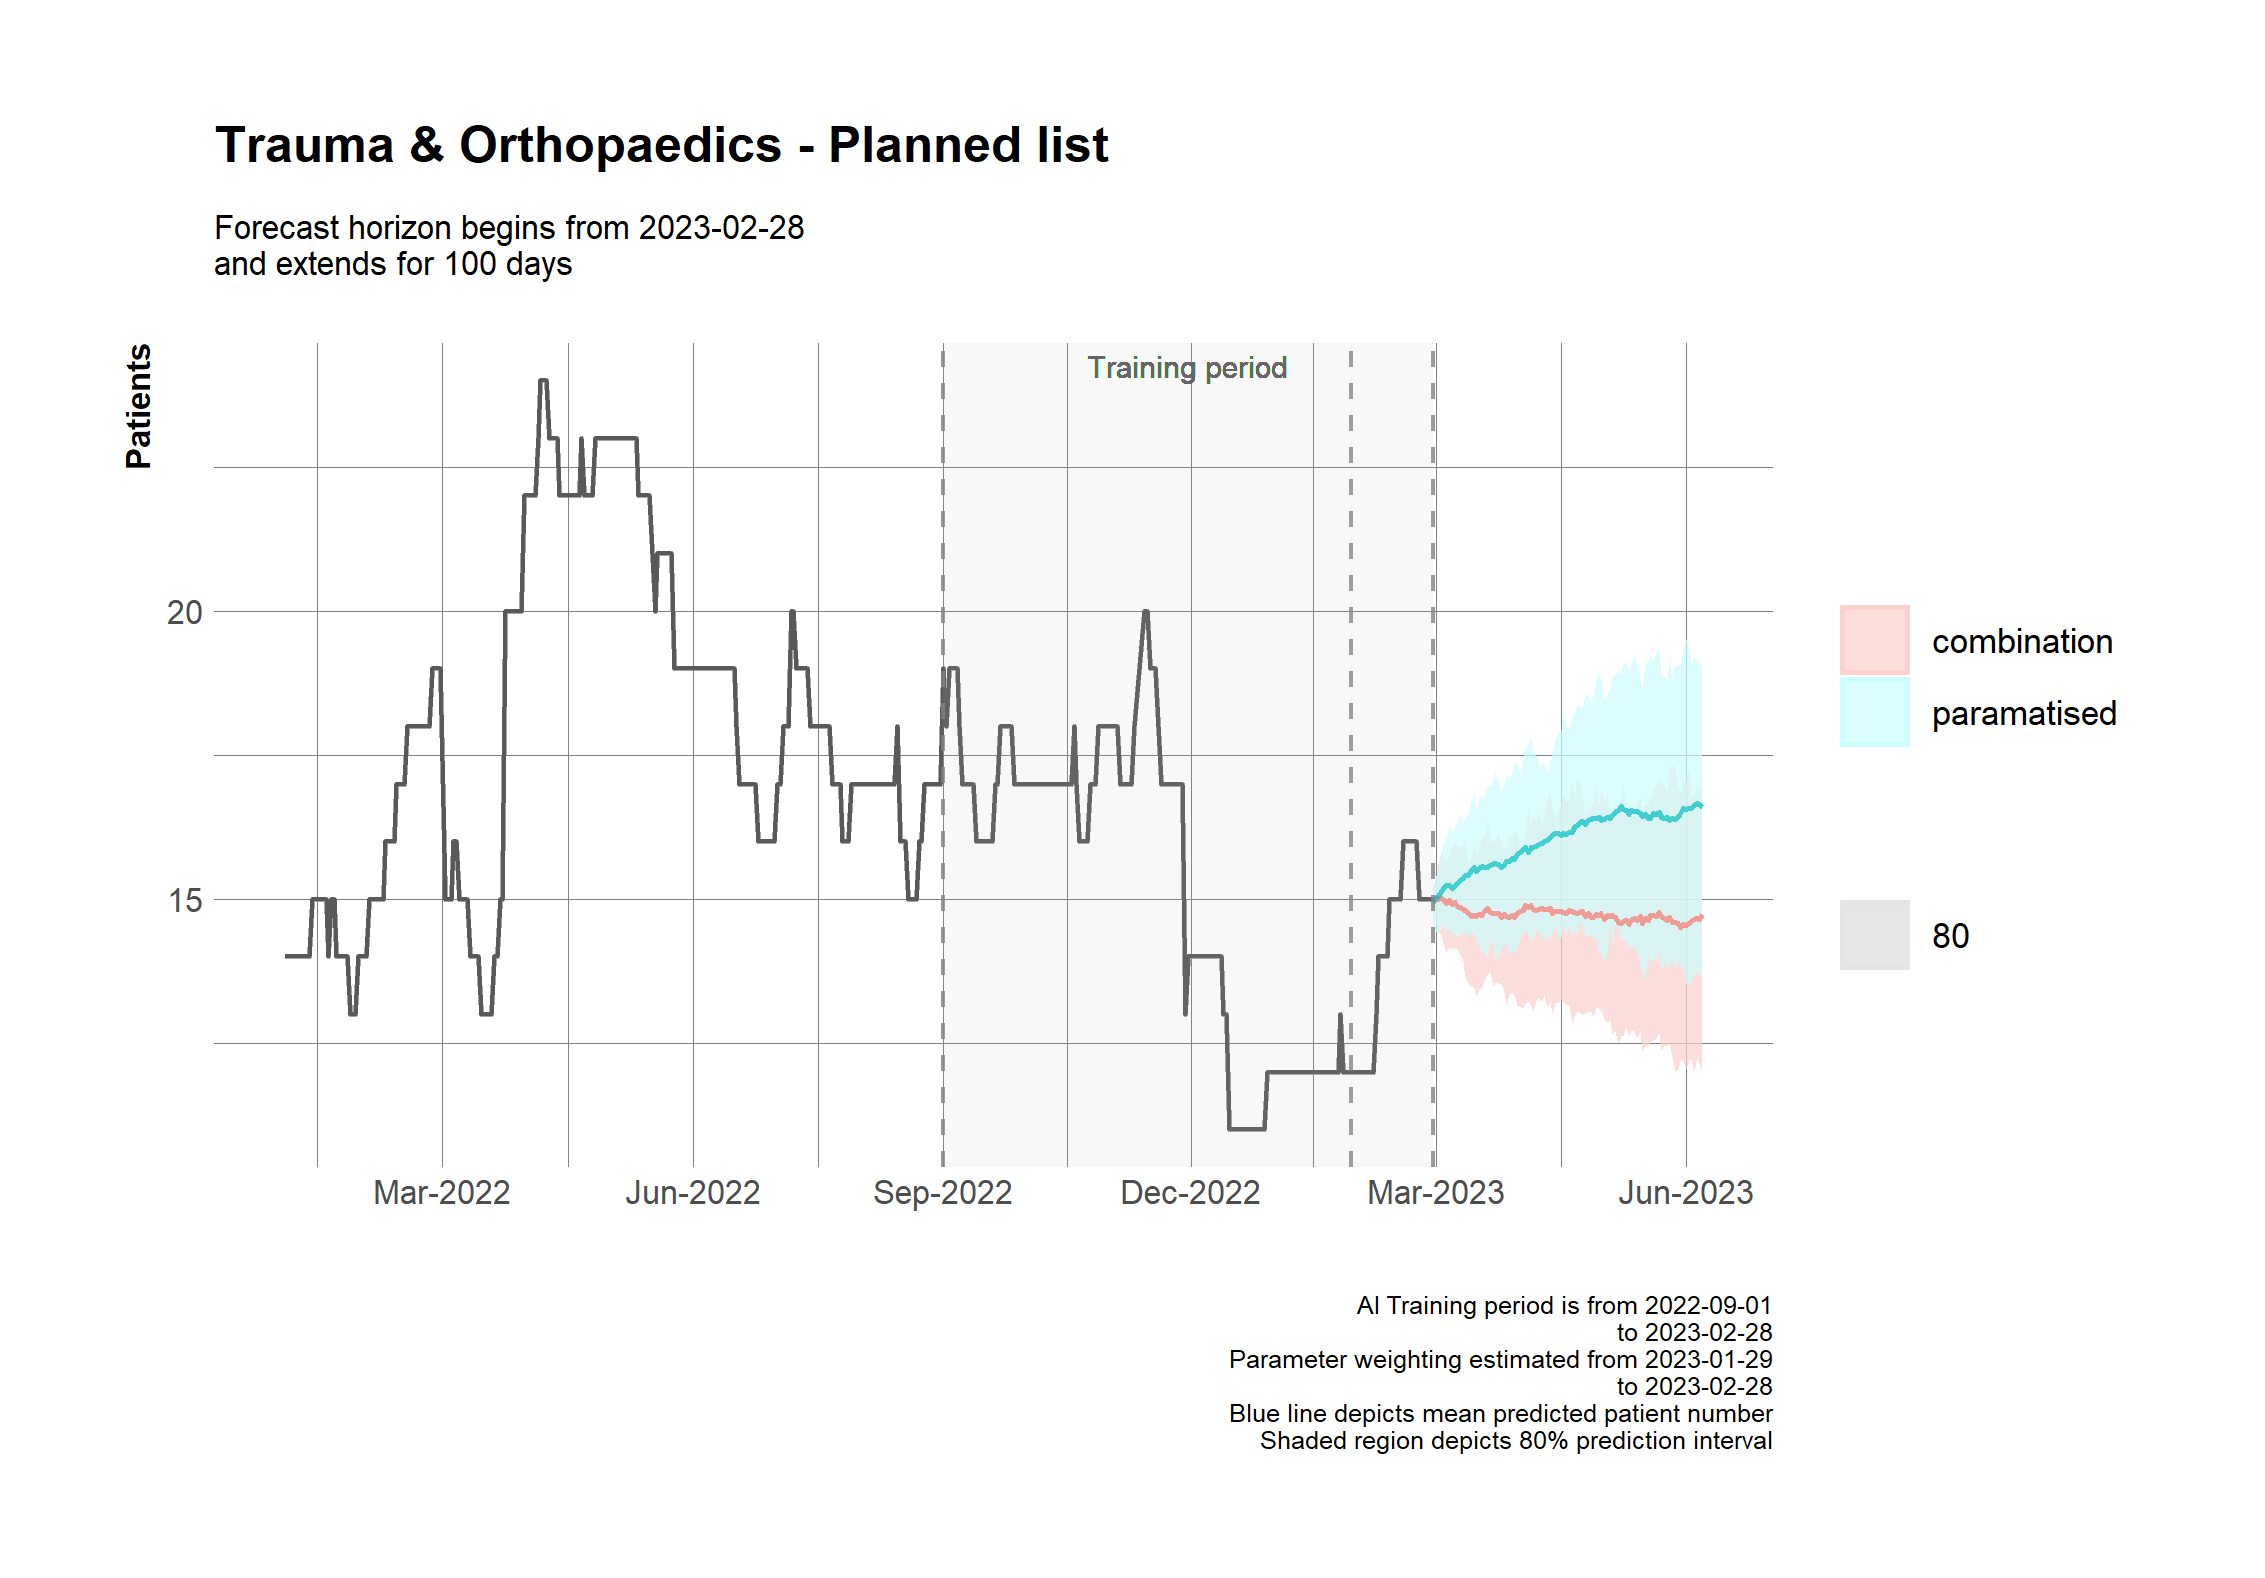 Trauma & Orthopaedics - Planned list
Forecast horizon begins from 2023-02-28
and extends for 100 days
Patients
Training period
20
15
Mar-2022
Jun-2022
Sep-2022
Dec-2022
Mar-2023
Jun-2023
combination
paramatised
80
AI Training period is from 2022-09-01
to 2023-02-28
Parameter weighting estimated from 2023-01-29
to 2023-02-28
Blue line depicts mean predicted patient number
Shaded region depicts 80% prediction interval